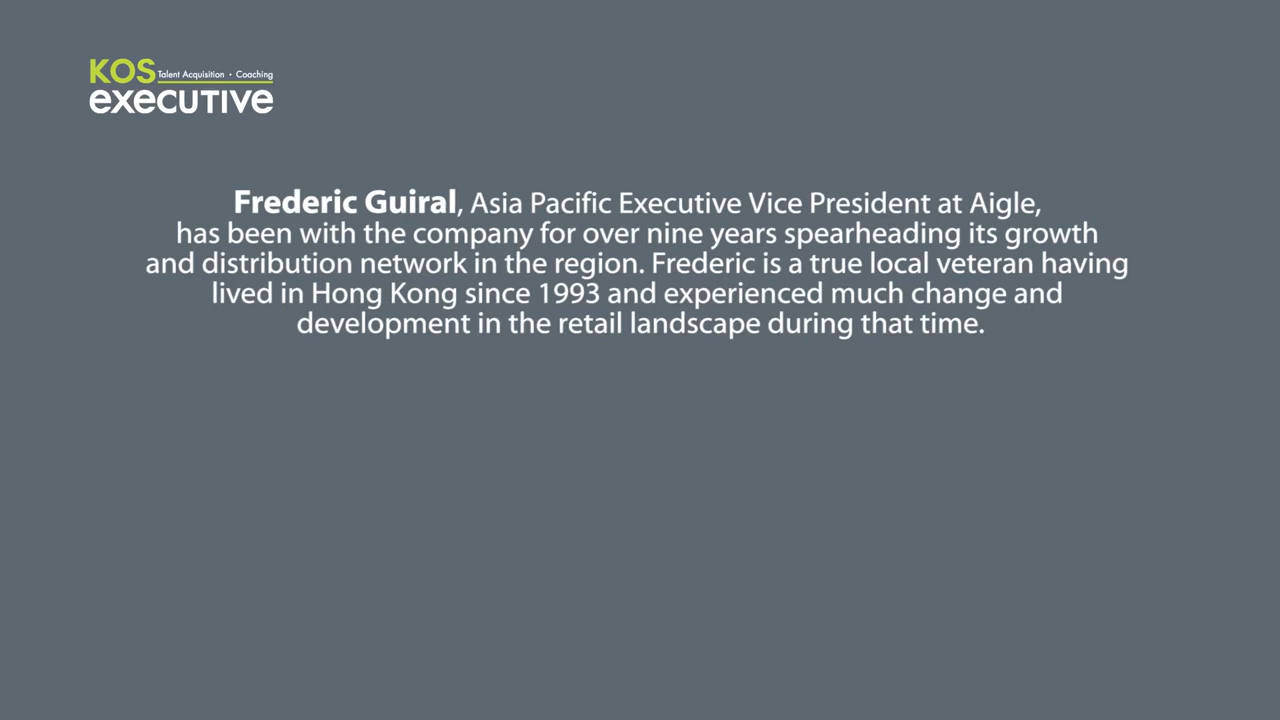 KOS Talent Acquisition • Coaching
executive
Frederic Guiral, Asia Pacific Executive Vice President at Aigle,
has been with the company for over nine years spearheading its growth
and distribution network in the region. Frederic is a true local veteran having
lived in Hong Kong since 1993 and experienced much change and
development in the retail landscape during that time.